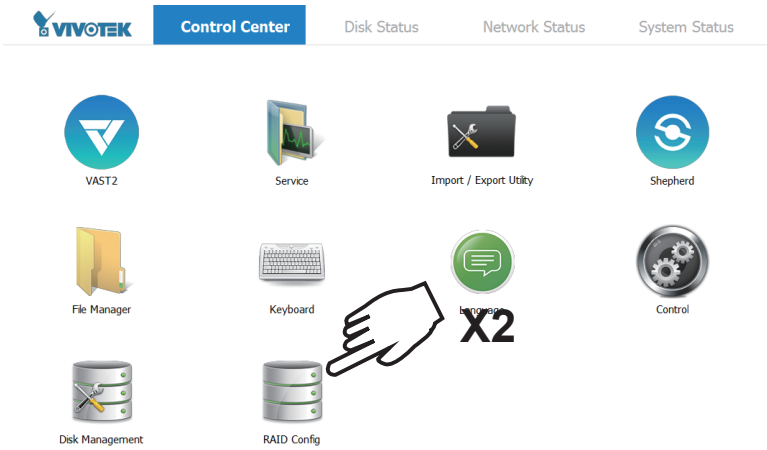 VIVOTEK Control Center Disk Status Network Status System Status
VAST2 Service Import / Export Utility Shepherd
File Manager Keyboard Language Control
X2
Disk Management RAID Config